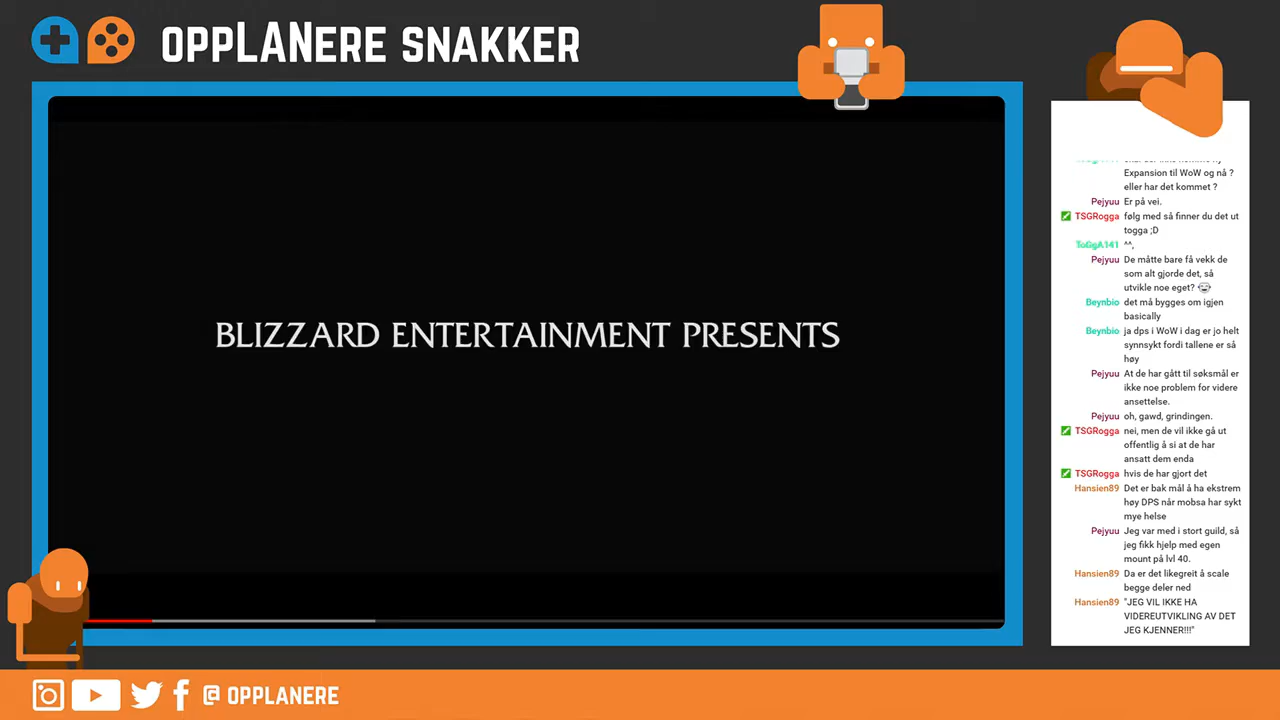 oppLANere snakker
BLIZZARD ENTERTAINMENT PRESENTS
Expansion til WoW og nå ?
eller har det kommet ?
Pejyuu Er på vei.
TSGRogga følg med så finner du det ut
togga ;D
ToGgA141 ^^,
Pejyuu De måtte bare få vekk de
som alt gjorde det, så
utvikle noe eget?
Beynbio det må bygges om igjen
basically
Beynbio ja dps i WoW i dag er jo helt
synnsykt fordi tallene er så
høy
Pejyuu At de har gått til søksmål er
ikke noe problem for videre
ansettelse.
Pejyuu oh, gawd, grindingen.
TSGRogga nei, men de vil ikke gå ut
offentlig å si at de har
ansatt dem enda
TSGRogga hvis de har gjort det
Hansien89 Det er bak mål å ha ekstrem
høy DPS når mobsa har sykt
mye helse
Pejyuu Jeg var med i stort guild, så
jeg fikk hjelp med egen
mount på lvl 40.
Hansien89 Da er det likegreit å scale
begge deler ned
Hansien89 "JEG VIL IKKE HA
VIDEREUTVIKLING AV DET
JEG KJENNER!!!"
@ OPPLANERE